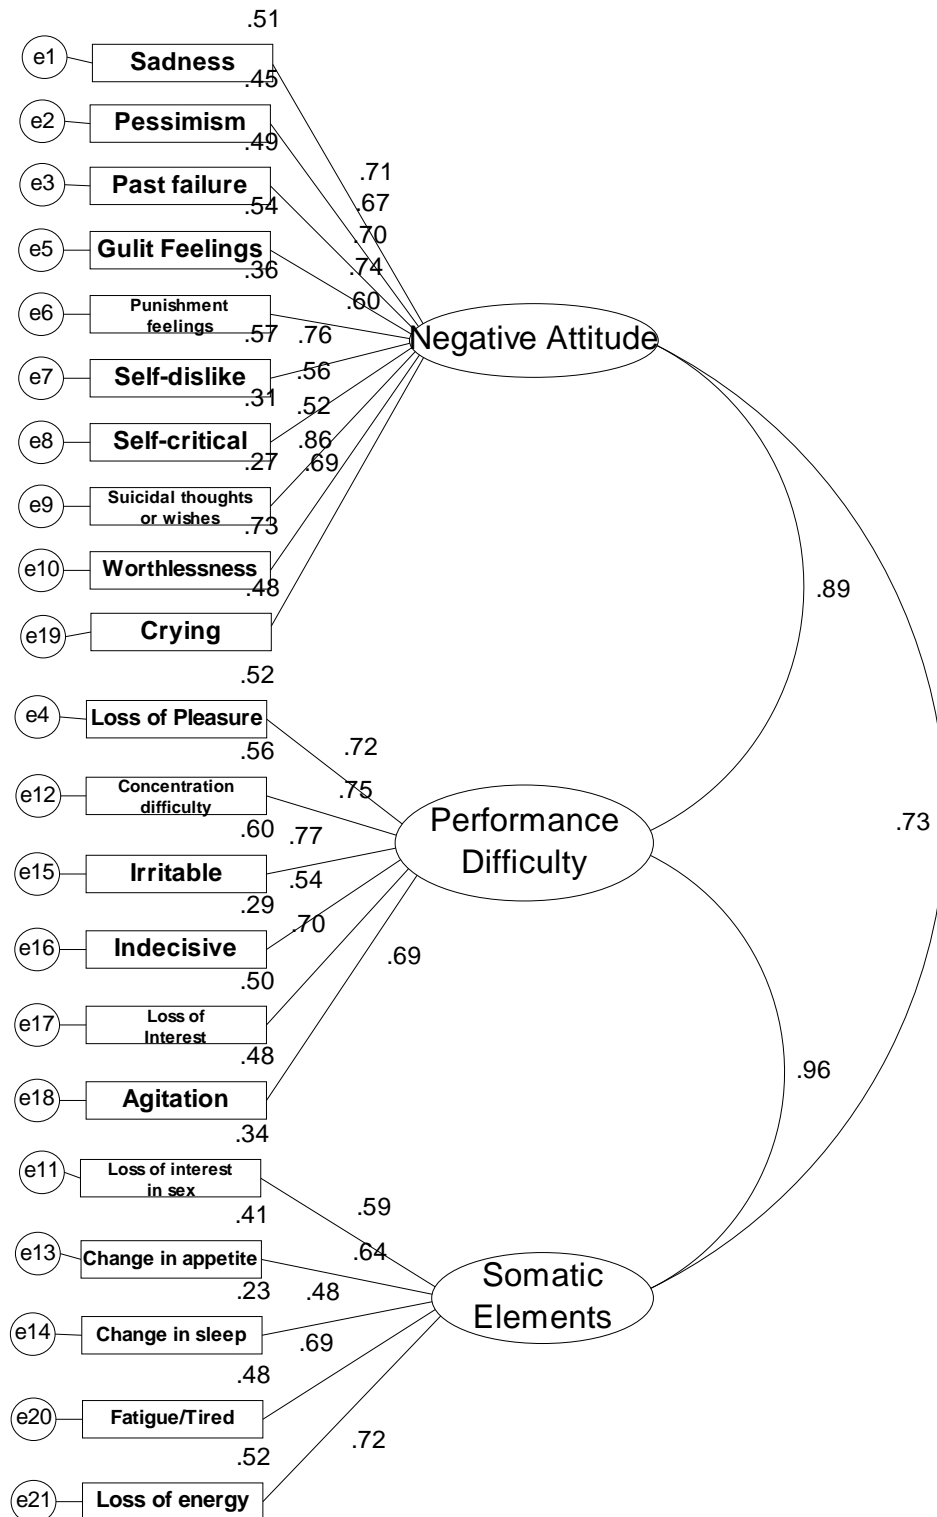 .51
e1
Sadness
.45
e2
Pessimism
.49
e3
Past failure
.71
.67
.54
.70
e5
Gulit Feelings
.74
.36
.60
e6
Punishment
feelings
.57
.76
Negative Attitude
e7
Self-dislike
.56
.31
.52
e8
Self-critical
.86
.27
.69
e9
Suicidal thoughts
or wishes
.73
e10
Worthlessness
.48
.89
e19
Crying
.52
e4
Loss of Pleasure
.56
.72
e12
Concentration
difficulty
.75
.60
.77
Performance
Difficulty
.73
e15
Irritable
.54
.29
.70
e16
Indecisive
.69
.50
e17
Loss of
Interest
.48
.96
e18
Agitation
.34
e11
Loss of interest
in sex
.59
.41
e13
Change in appetite
.64
.23
.48
Somatic
Elements
e14
Change in sleep
.69
.48
e20
Fatigue/Tired
.72
.52
e21
Loss of energy